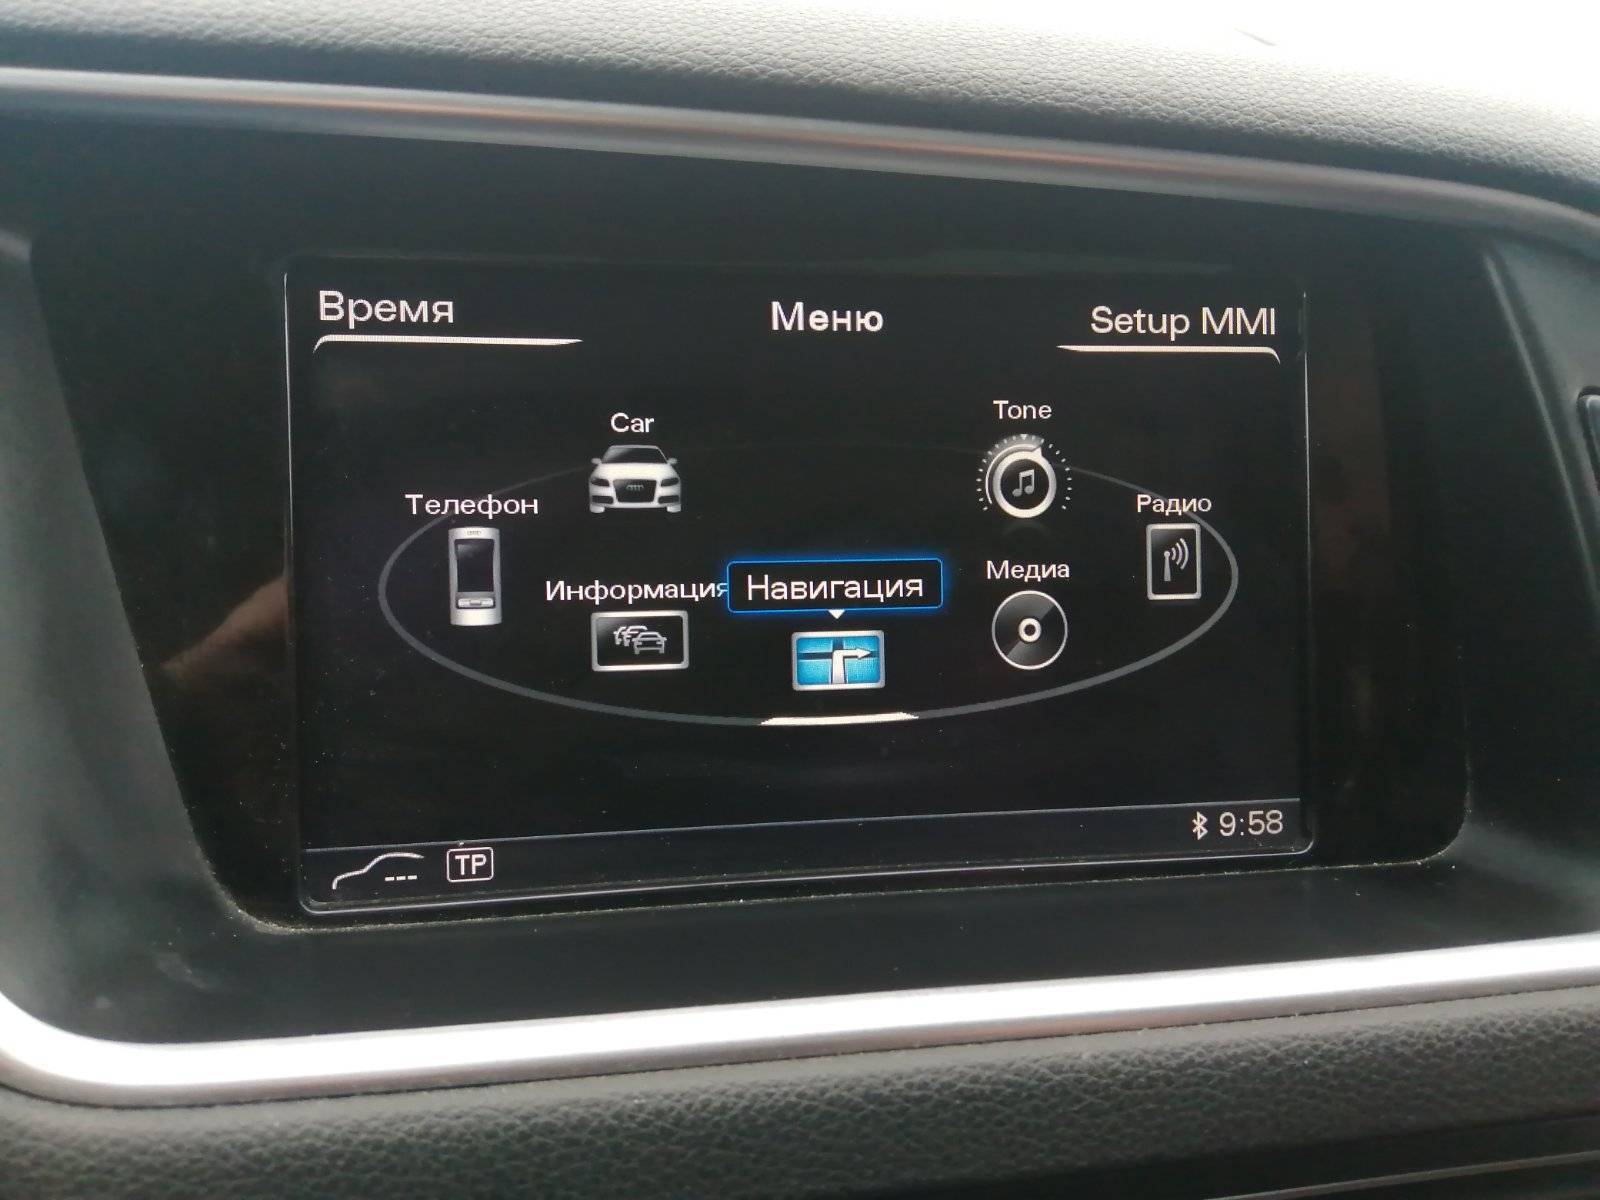 Время
Меню
Setup MMI
Car
Tone
Телефон
Радио
Информация
Навигация
Медиа
9:58
TP